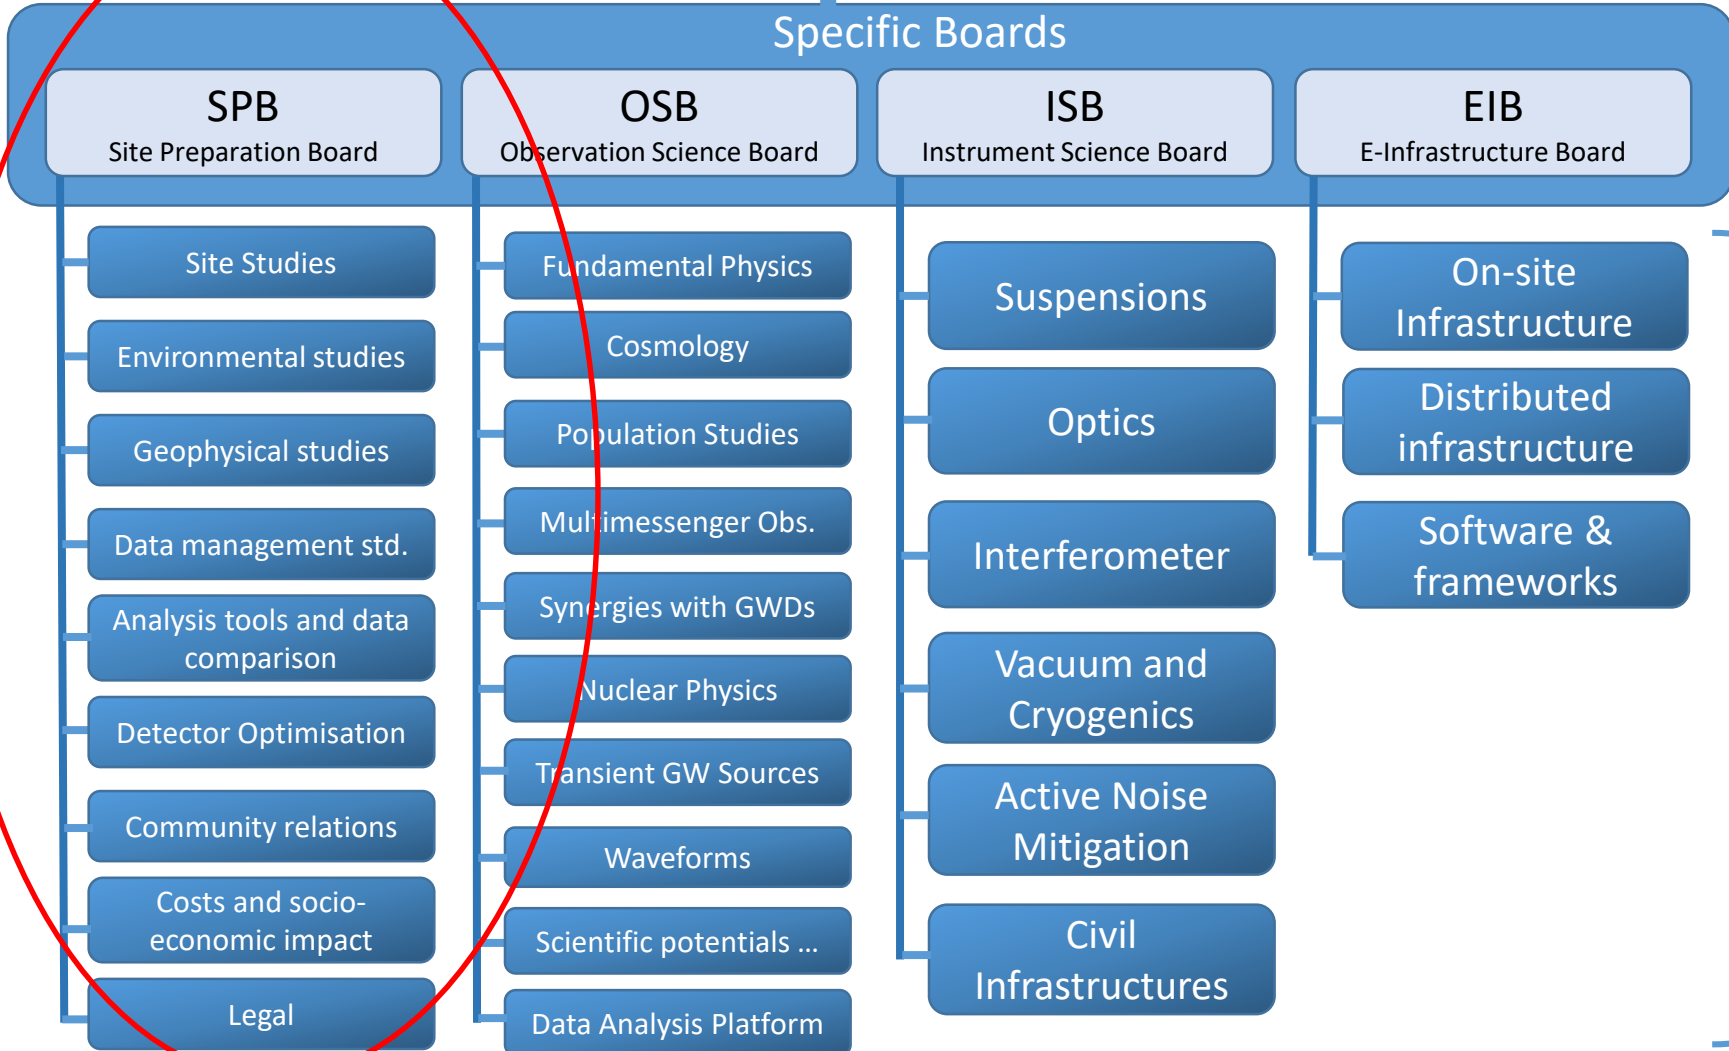 Specific Boards
SPB
Site Preparation Board
OSB
Observation Science Board
ISB
Instrument Science Board
EIB
E-Infrastructure Board
Site Studies
Environmental studies
Geophysical studies
Data management std.
Analysis tools and data
comparison
Detector Optimisation
Community relations
Costs and socio-
economic impact
Legal
Fundamental Physics
Cosmology
Population Studies
Multimessenger Obs.
Synergies with GWDs
Nuclear Physics
Transient GW Sources
Waveforms
Scientific potentials ...
Data Analysis Platform
Suspensions
Optics
Interferometer
Vacuum and
Cryogenics
Active Noise
Mitigation
Civil
Infrastructures
On-site
Infrastructure
Distributed
infrastructure
Software &
frameworks